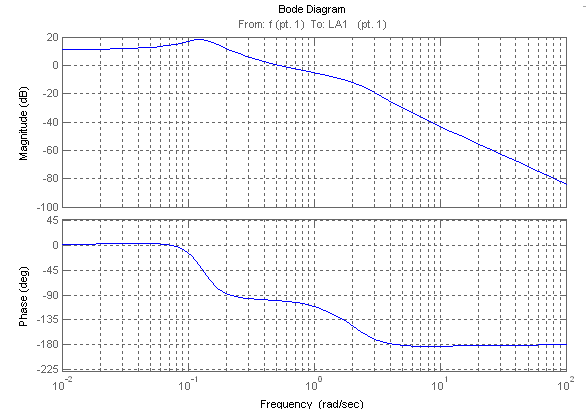 Bode Diagram
From: f (pt. 1)  To: LA1  (pt. 1)
Magnitude (dB)
20
0
-20
-40
-60
-80
-100
Phase (deg)
45
0
-45
-90
-135
-180
-225
10^-2 10^-1 10^0 10^1 10^2
Frequency (rad/sec)